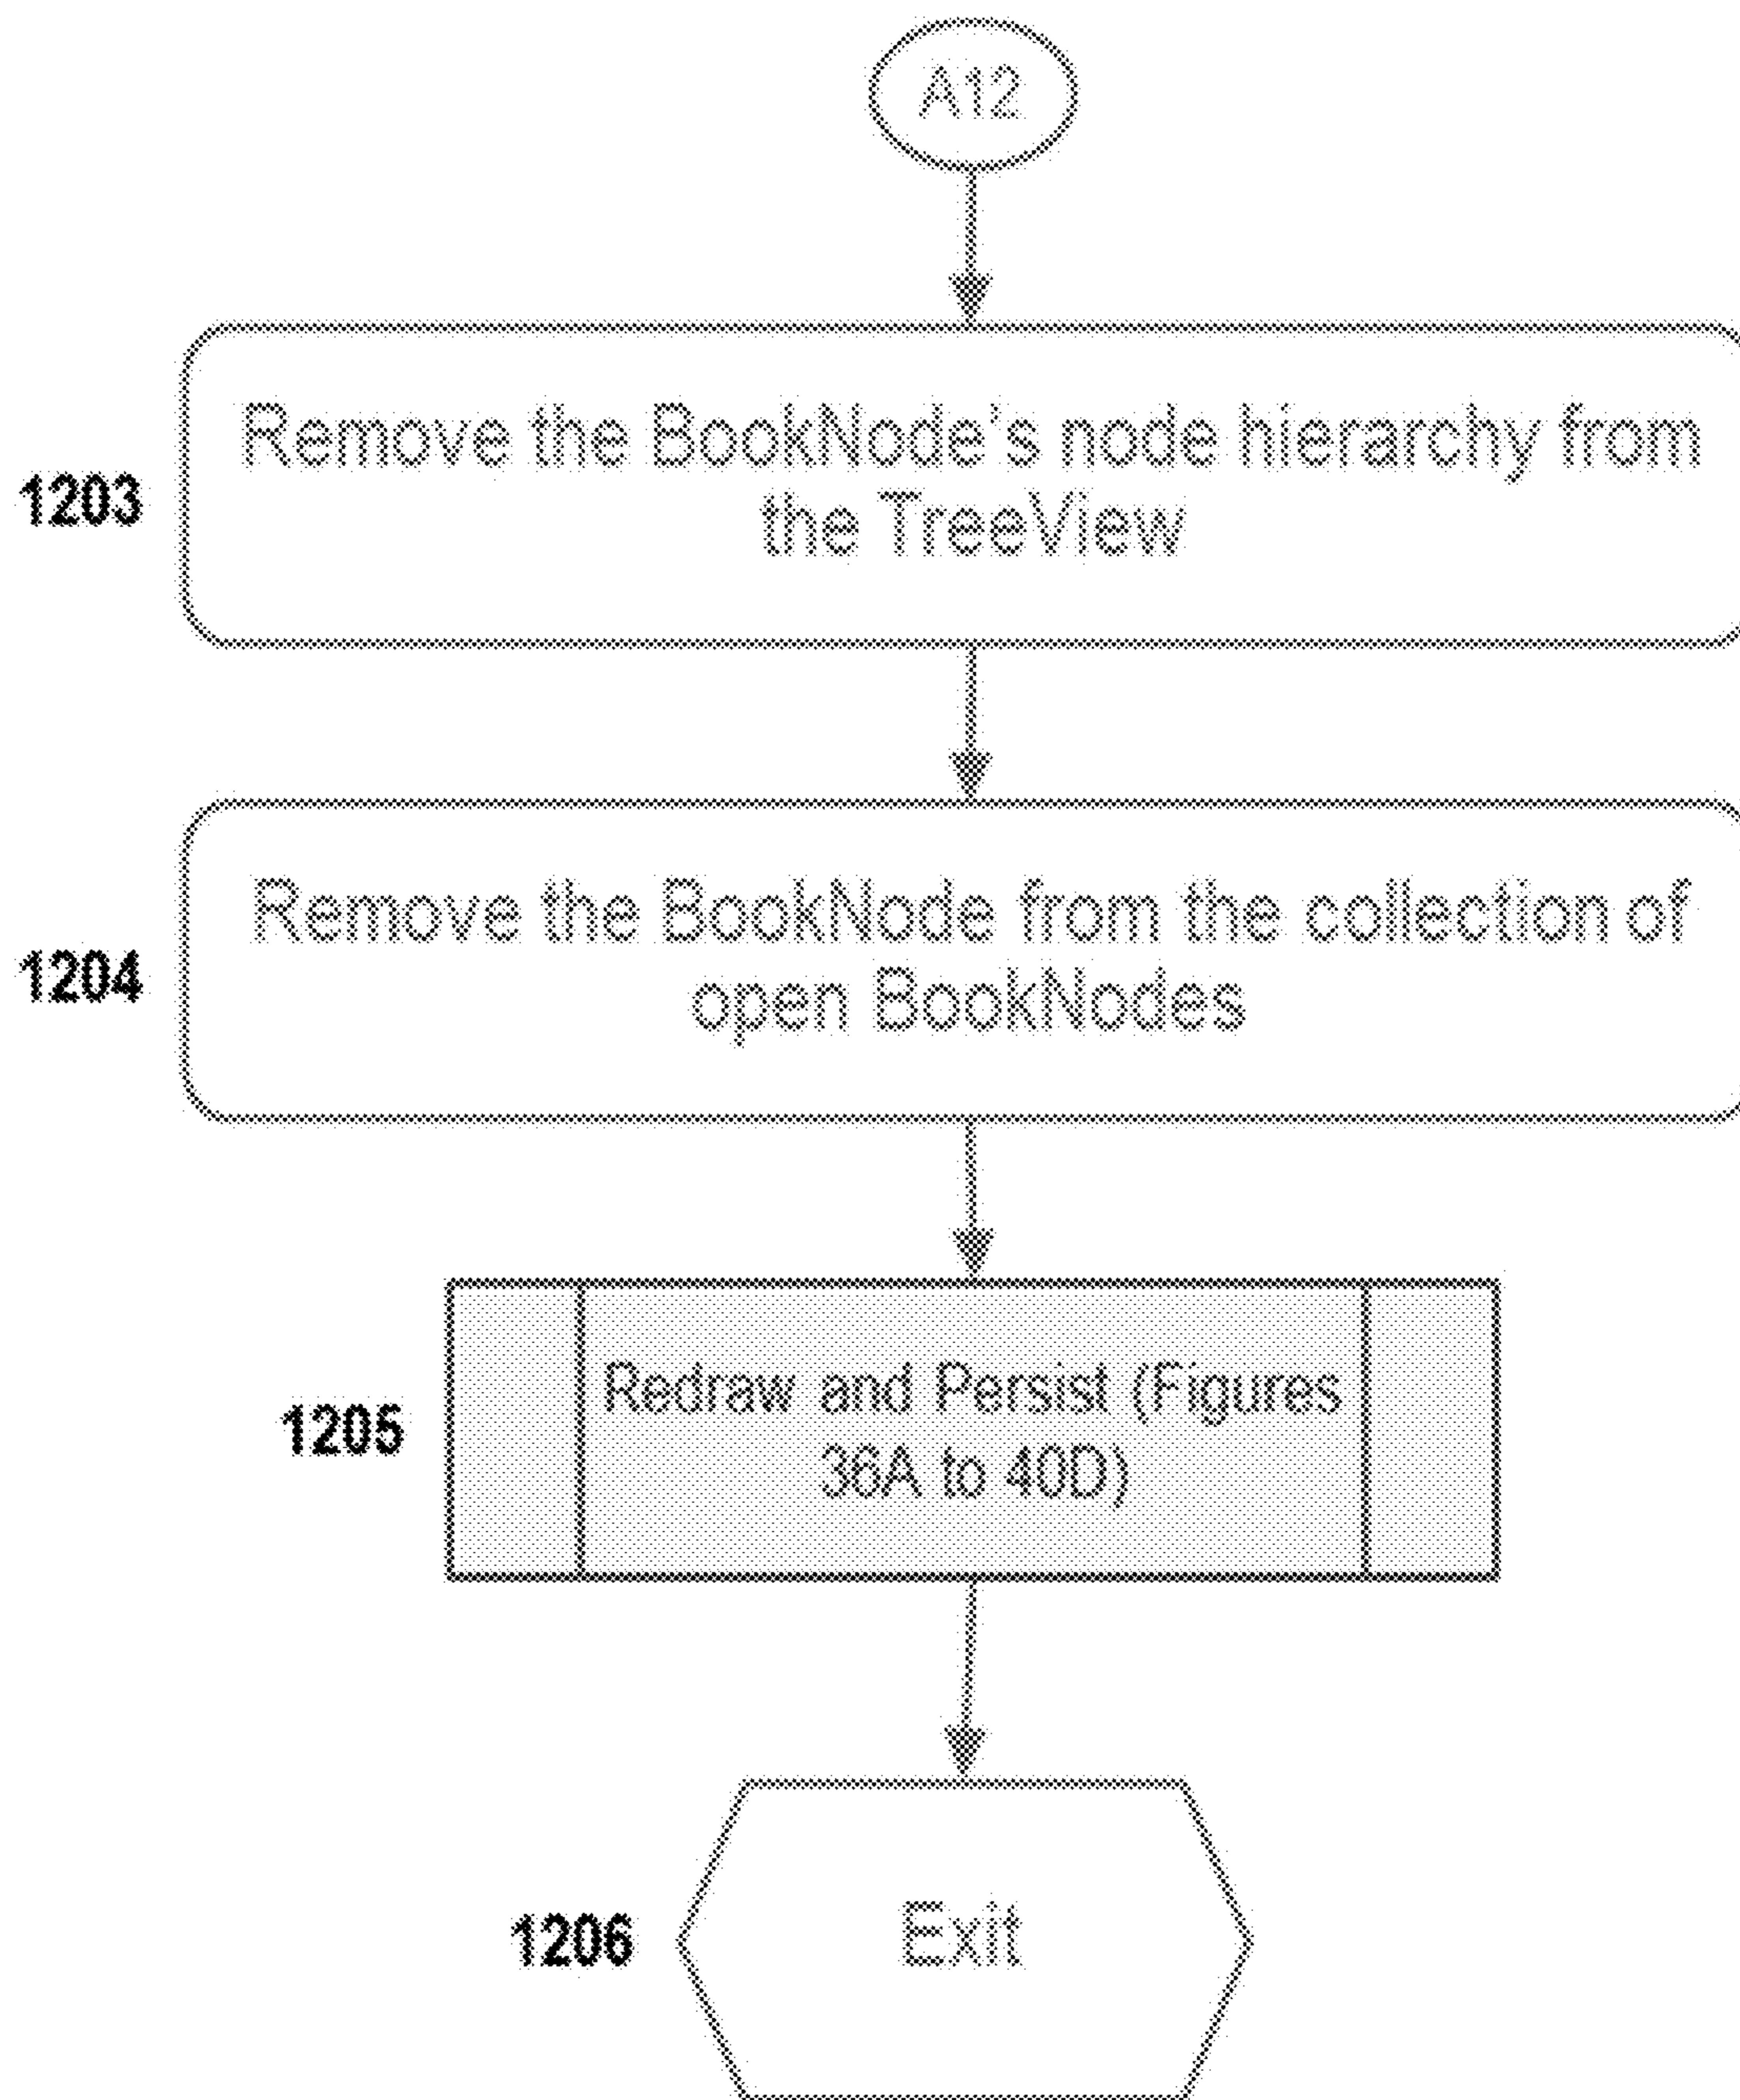 A12
Remove the BookNode's node hierarchy from
the TreeView
1203
Remove the BookNode from the collection of
open BookNodes
1204
Redraw and Persist (Figures
36A to 40D)
1205
Exit
1206